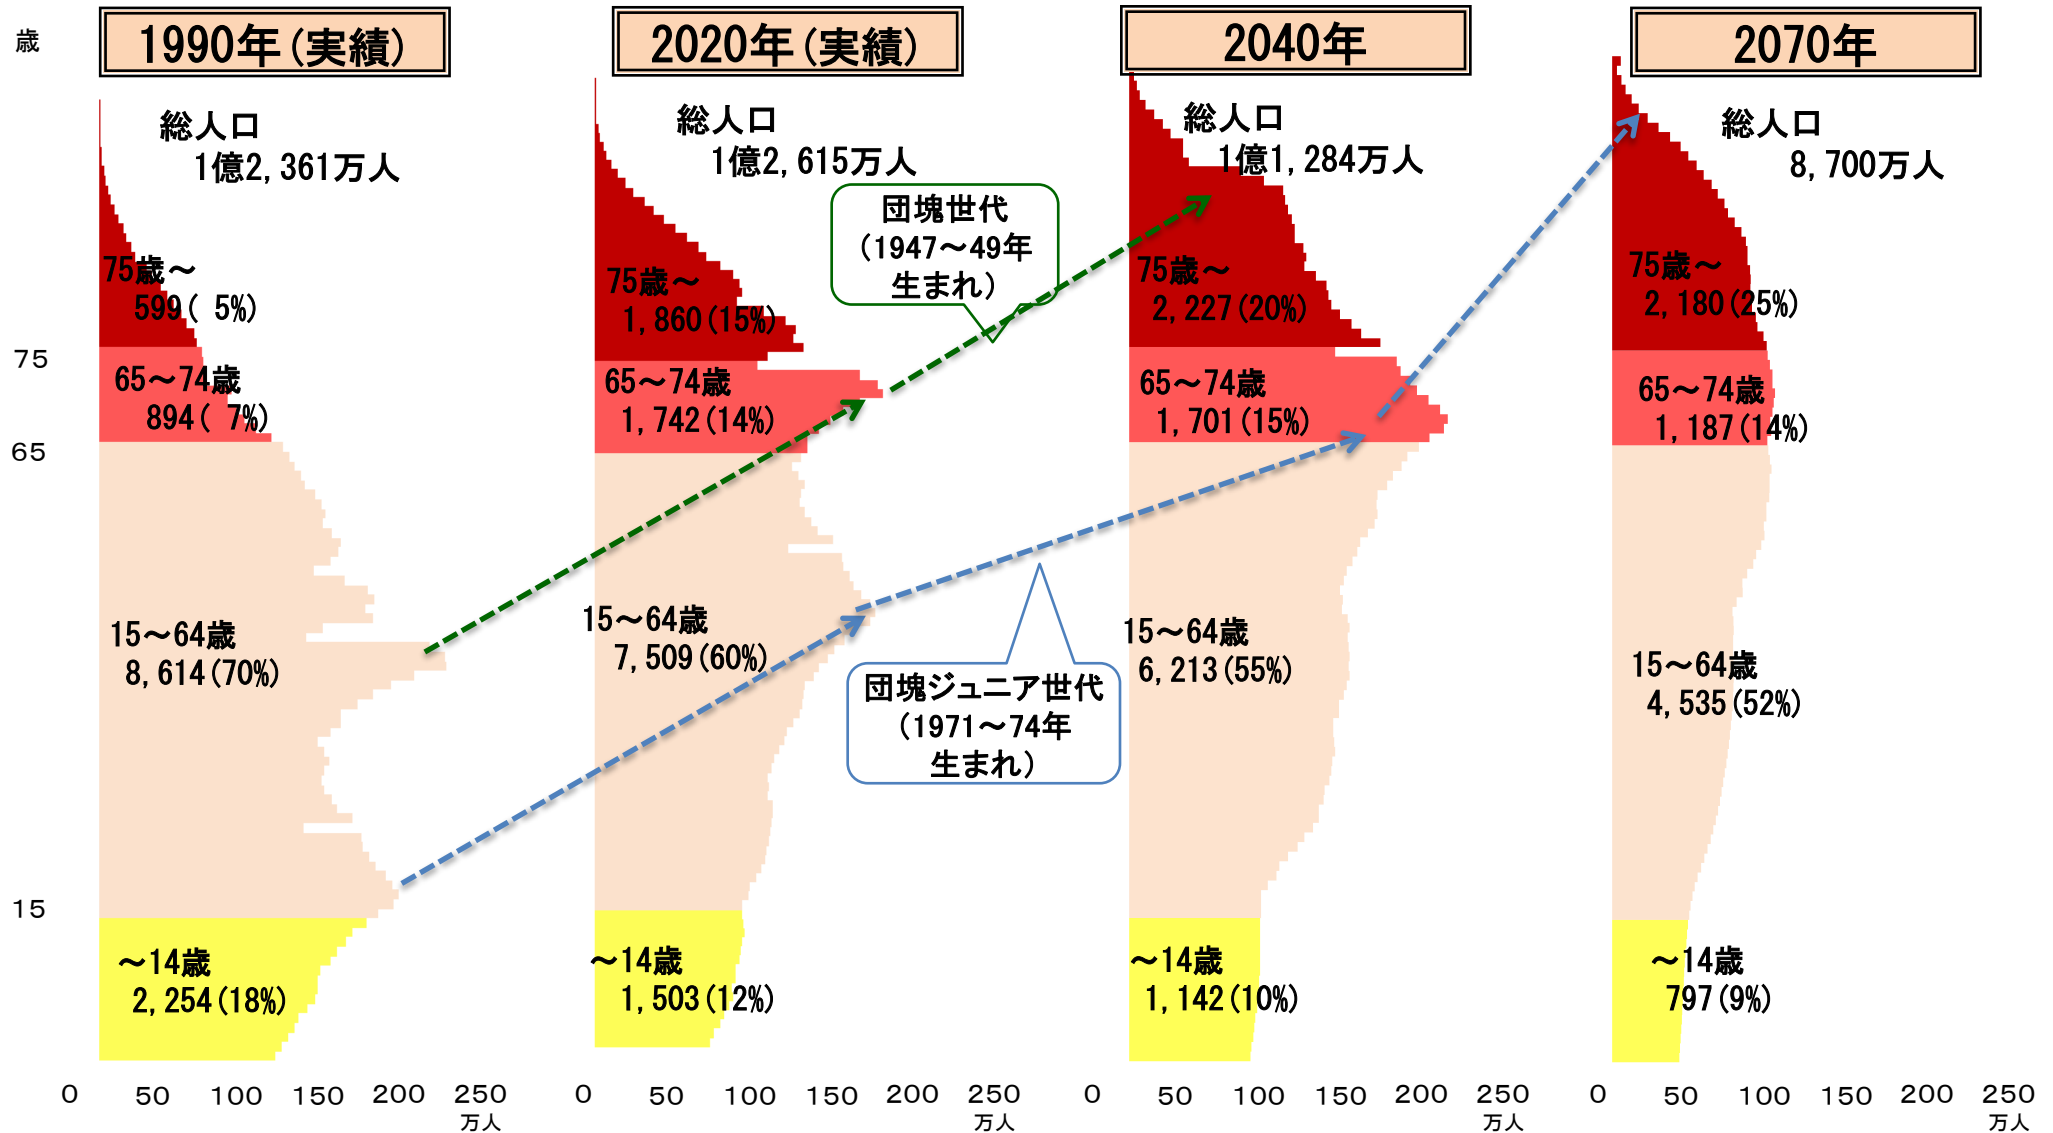 歳
1990年（実績）
総人口
1億2,361万人
75歳～
599( 5%)
65～74歳
894( 7%)
15～64歳
8,614(70%)
～14歳
2,254(18%)
75
65
15
0 50 100 150 200 250
万人
2020年（実績）
総人口
1億2,615万人
75歳～
1,860(15%)
65～74歳
1,742(14%)
15～64歳
7,509(60%)
～14歳
1,503(12%)
0 50 100 150 200 250
万人
団塊世代
（1947～49年
生まれ）
団塊ジュニア世代
（1971～74年
生まれ）
2040年
総人口
1億1,284万人
75歳～
2,227(20%)
65～74歳
1,701(15%)
15～64歳
6,213(55%)
～14歳
1,142(10%)
0 50 100 150 200 250
万人
2070年
総人口
8,700万人
75歳～
2,180(25%)
65～74歳
1,187(14%)
15～64歳
4,535(52%)
～14歳
797(9%)
0 50 100 150 200 250
万人